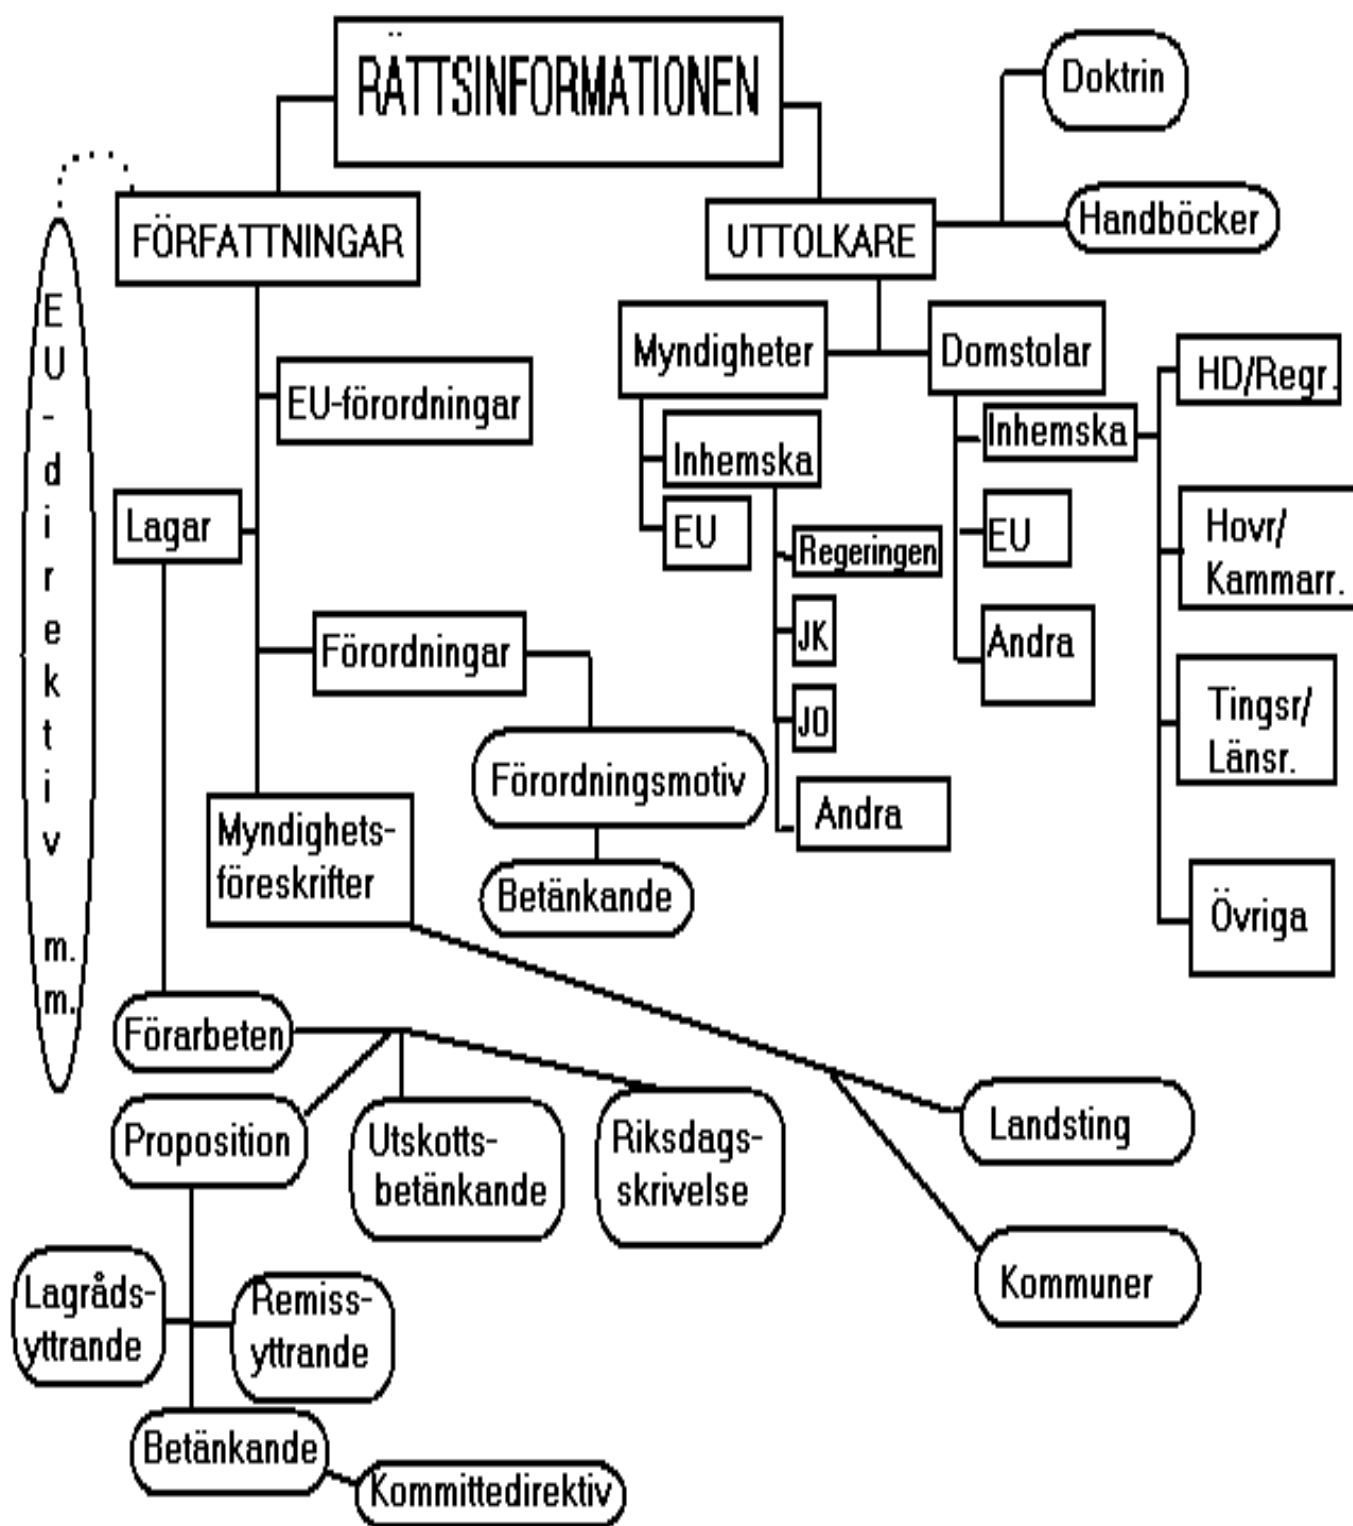 RÄTTSINFORMATIONEN
Doktrin
FÖRFATTNINGAR
UTTOLKARE
Handböcker
EU-direktiv m.m.
Myndigheter
Domstolar
HD/Regr.
EU-förordningar
Inhemska
Inhemska
Lagar
EU
Regeringen
EU
Hovr/
Kammarr.
Förordningar
JK
Andra
JO
Tingsr/
Länsr.
Förordningsmotiv
Andra
Myndighets-
föreskrifter
Betänkande
Övriga
Förarbeten
Proposition
Utskotts-
betänkande
Riksdags-
skrivelse
Landsting
Kommuner
Lagråds-
yttrande
Remiss-
yttrande
Betänkande
Kommittedirektiv